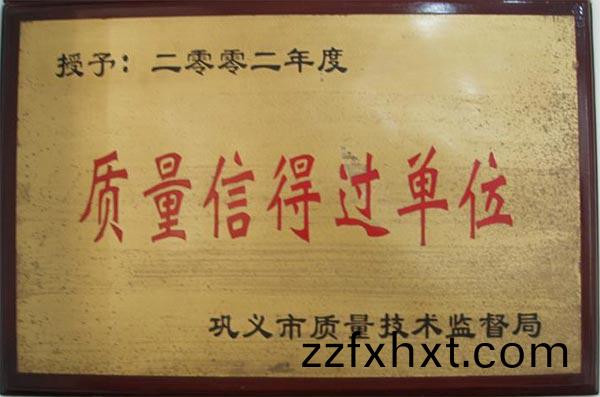 授予：二零零二年度
质量信得过单位
巩义市质量技术监督局
zzfxhxt.com